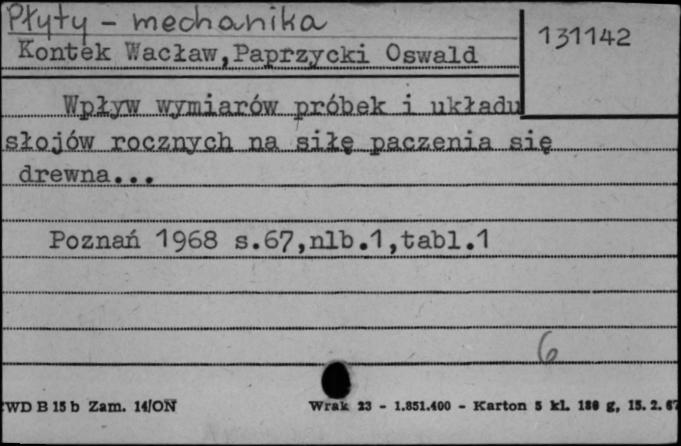 Płyty - mechanika
131142
Kontek Wacław,Paprzycki Oswald
Wpływ wymiarów próbek i układu
słojów rocznych na siłę paczenia się
drewna...
Poznań 1968 s.67,nlb.1,tabl.1
6
WD B 15 b Zam. 14/ON
Wrak 23 - 1.851.400 - Karton 5 kl. 180 g, 15. 2. 67